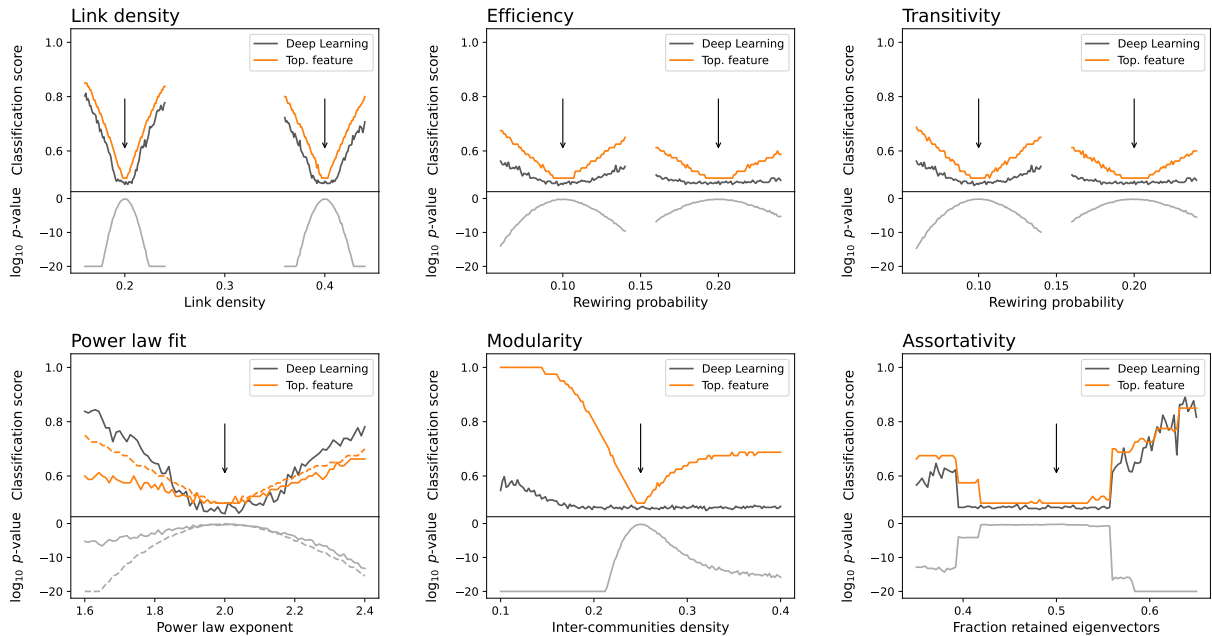 Link density
Efficiency
Transitivity
Classification score
1.0
0.8
0.6
Deep Learning
Top. feature
Classification score
1.0
0.8
0.6
Deep Learning
Top. feature
Classification score
1.0
0.8
0.6
Deep Learning
Top. feature
log₁₀ p-value
0
−10
−20
0.2
0.3
0.4
Link density
log₁₀ p-value
0
−10
−20
0.10
0.15
0.20
Rewiring probability
log₁₀ p-value
0
−10
−20
0.10
0.15
0.20
Rewiring probability
Power law fit
Modularity
Assortativity
Classification score
1.0
0.8
0.6
Deep Learning
Top. feature
Classification score
1.0
0.8
0.6
Deep Learning
Top. feature
Classification score
1.0
0.8
0.6
Deep Learning
Top. feature
log₁₀ p-value
0
−10
−20
1.6
1.8
2.0
2.2
2.4
Power law exponent
log₁₀ p-value
0
−10
−20
0.1
0.2
0.3
0.4
Inter-communities density
log₁₀ p-value
0
−10
−20
0.4
0.5
0.6
Fraction retained eigenvectors